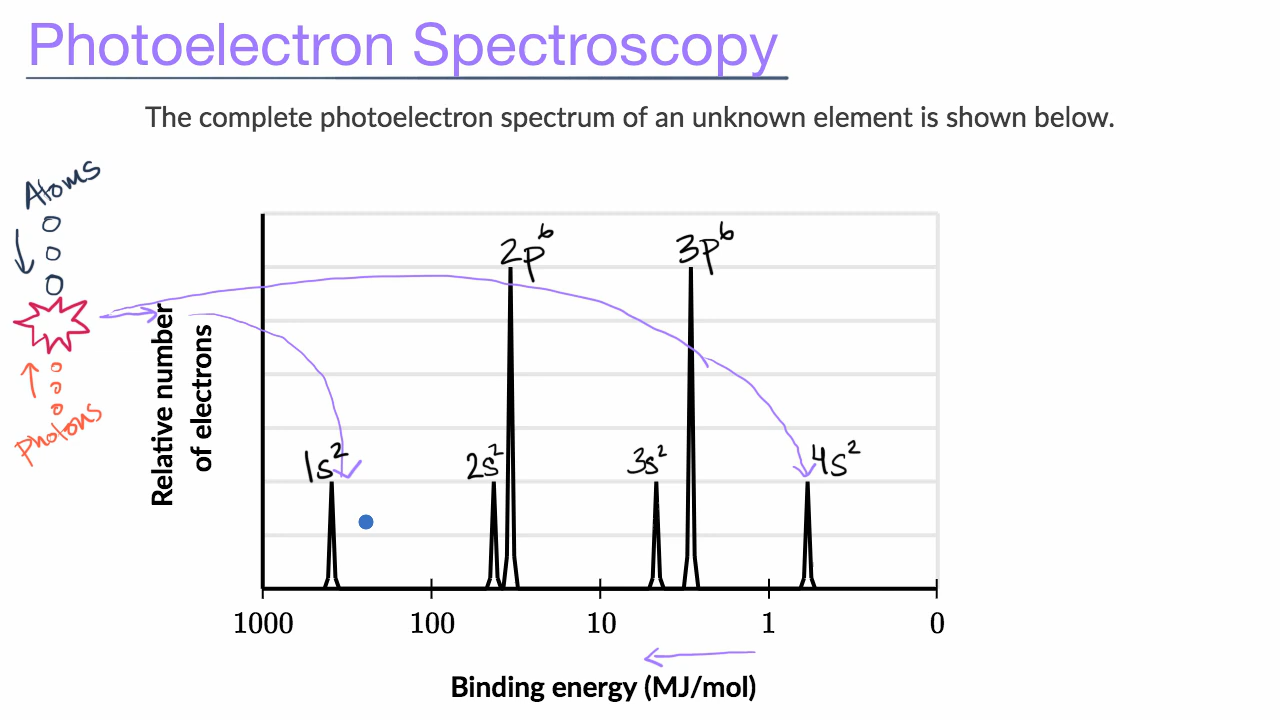 Photoelectron Spectroscopy
The complete photoelectron spectrum of an unknown element is shown below.
Atoms
Photons
Relative number
of electrons
1s²
2s²
2p⁶
3s²
3p⁶
4s²
1000 100 10 1 0
Binding energy (MJ/mol)